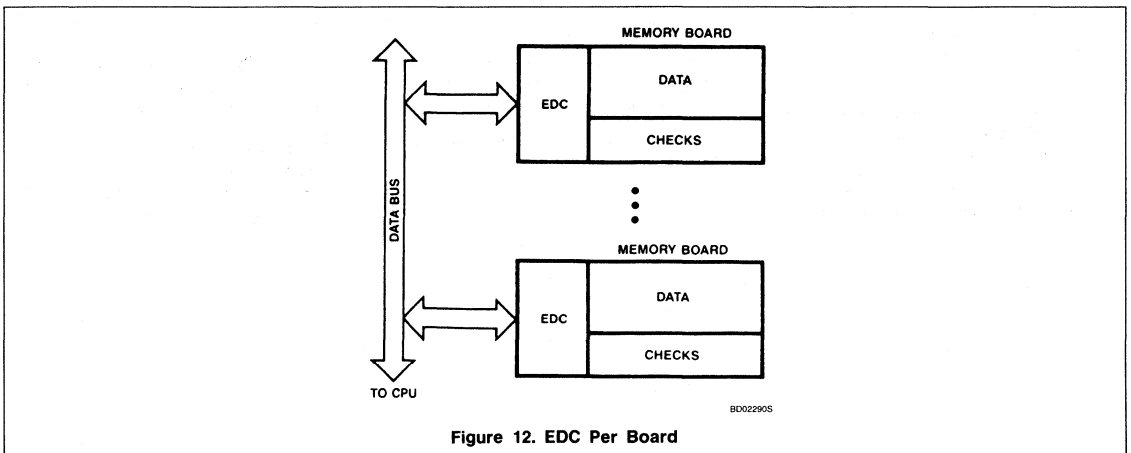 MEMORY BOARD
DATA
EDC
CHECKS
DATA BUS
MEMORY BOARD
DATA
EDC
CHECKS
TO CPU
BD02290S
Figure 12. EDC Per Board